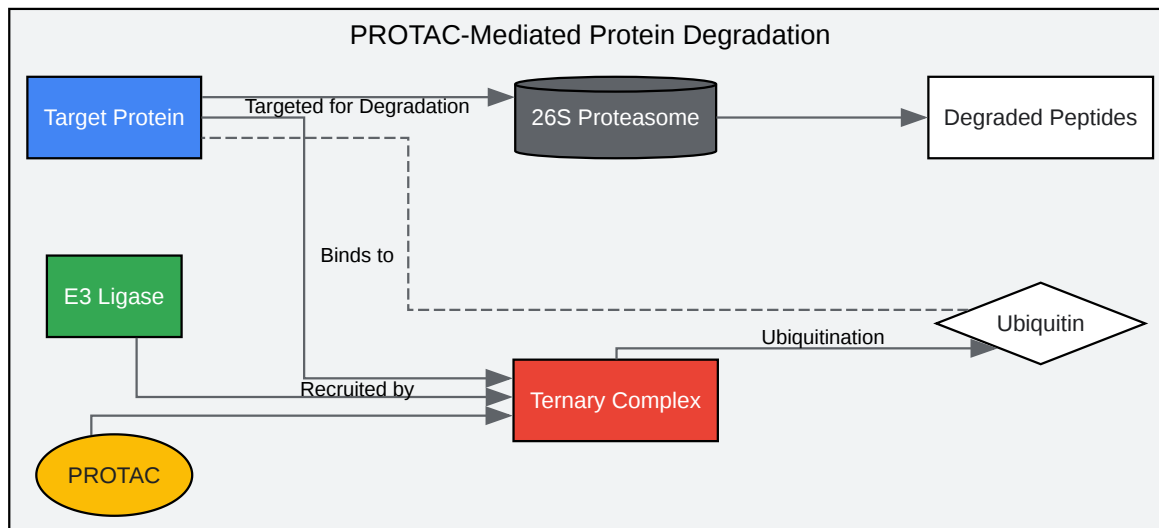 PROTAC-Mediated Protein Degradation
Target Protein
Targeted for Degradation
26S Proteasome
Degraded Peptides
Binds to
E3 Ligase
Ubiquitin
Ubiquitination
Recruited by
Ternary Complex
PROTAC